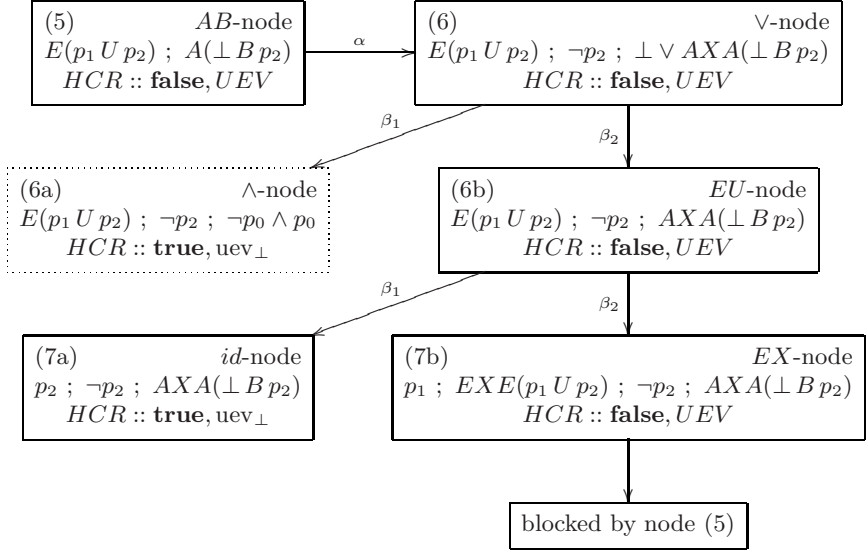 (5) AB-node
E(p₁ U p₂) ; A(⊥ B p₂)
HCR :: false, UEV
α
(6) ∨-node
E(p₁ U p₂) ; ¬p₂ ; ⊥ ∨ AXA(⊥ B p₂)
HCR :: false, UEV
β₁
β₂
(6a) ∧-node
E(p₁ U p₂) ; ¬p₂ ; ¬p₀ ∧ p₀
HCR :: true, uev⊥
(6b) EU-node
E(p₁ U p₂) ; ¬p₂ ; AXA(⊥ B p₂)
HCR :: false, UEV
β₁
β₂
(7a) id-node
p₂ ; ¬p₂ ; AXA(⊥ B p₂)
HCR :: true, uev⊥
(7b) EX-node
p₁ ; EXE(p₁ U p₂) ; ¬p₂ ; AXA(⊥ B p₂)
HCR :: false, UEV
blocked by node (5)